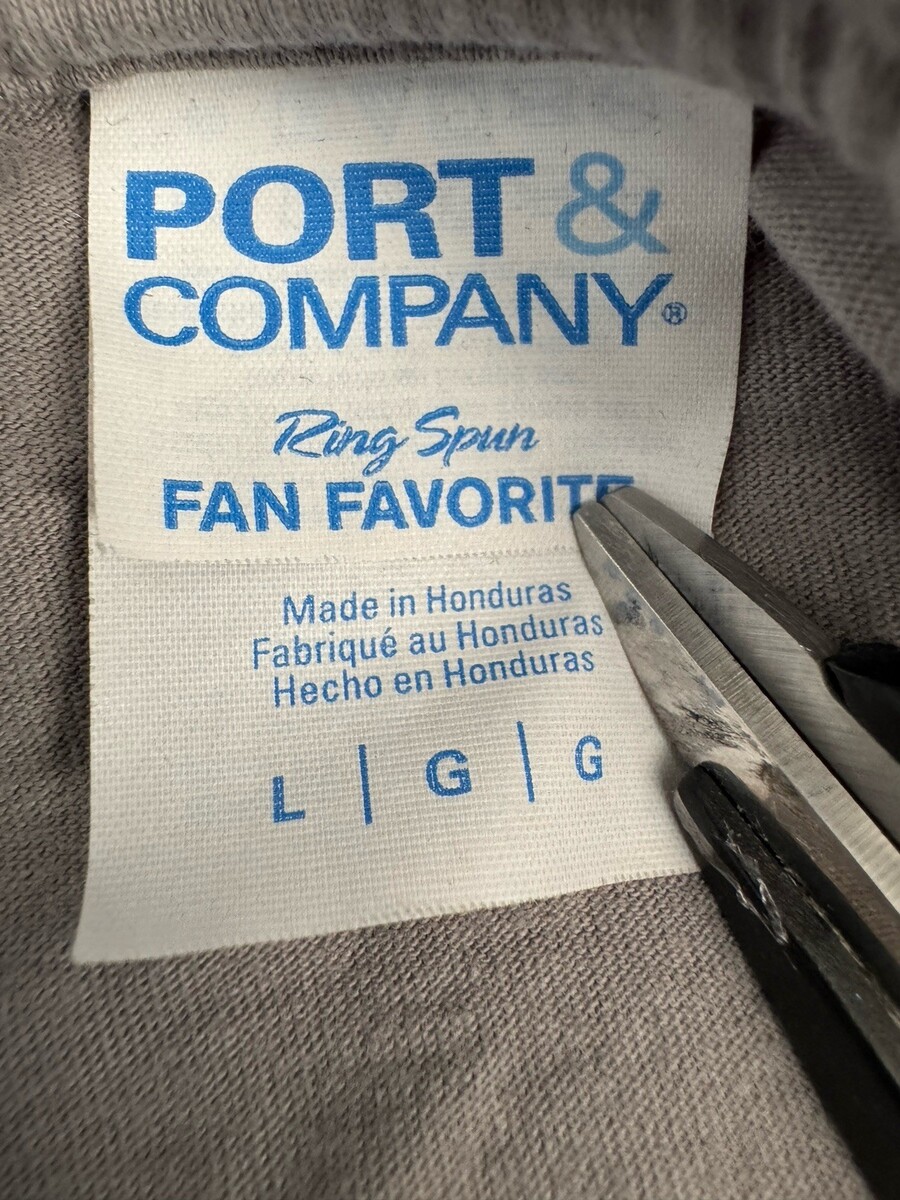 PORT &
COMPANY®
Ring Spun
FAN FAVORITE
Made in Honduras
Fabriqué au Honduras
Hecho en Honduras
L | G | G